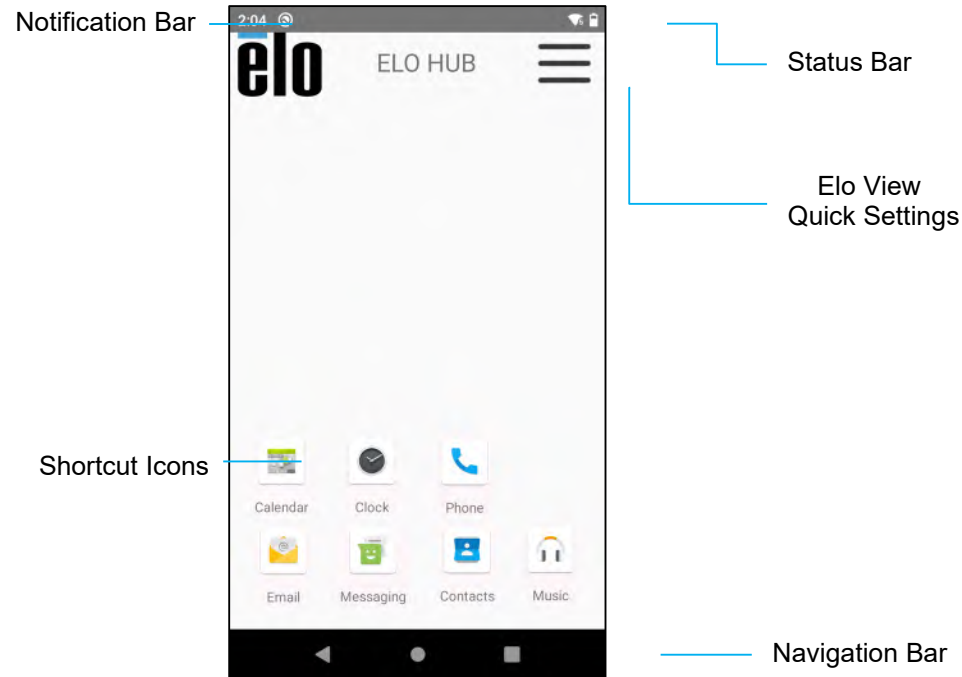 Notification Bar
2:04
Status Bar
elo
ELO HUB
Elo View
Quick Settings
Shortcut Icons
Calendar
Clock
Phone
Email
Messaging
Contacts
Music
Navigation Bar